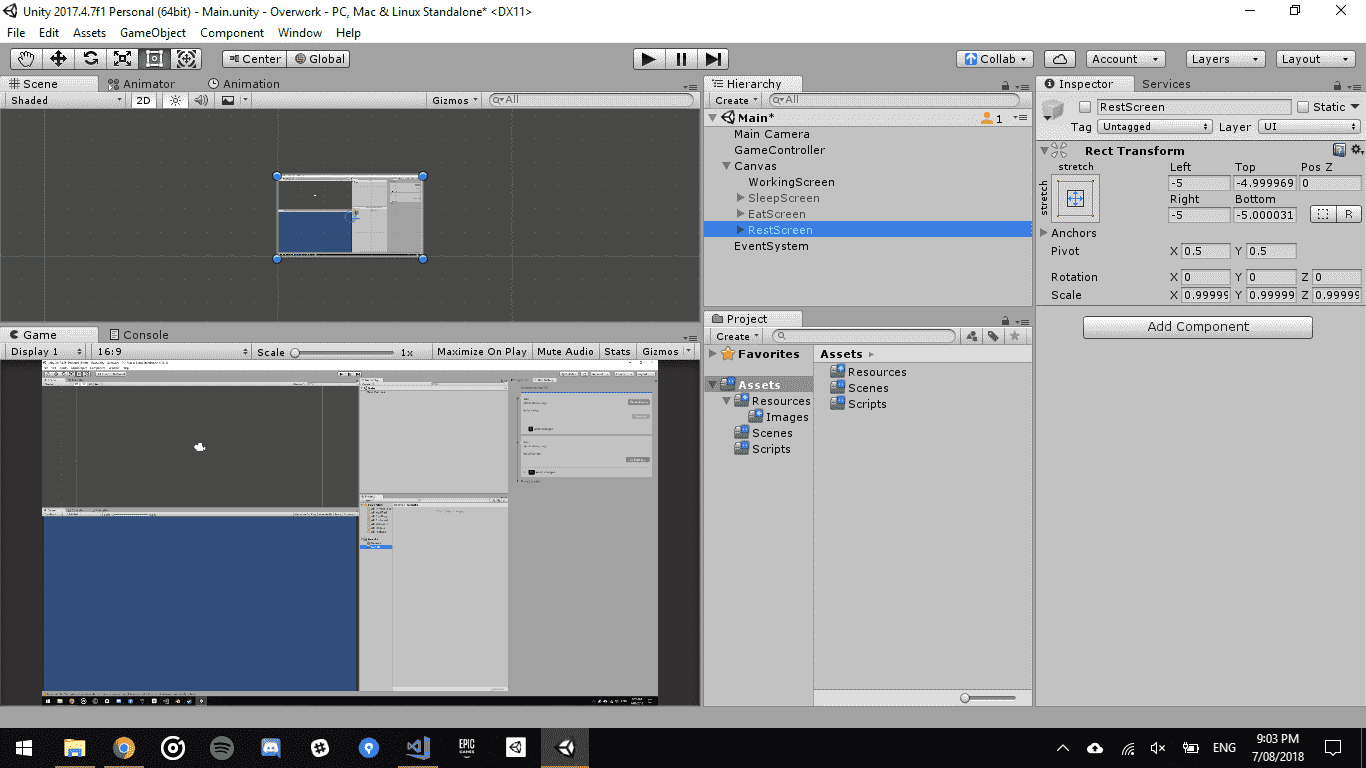 Unity 2017.4.7f1 Personal (64bit) - Main.unity - Overwork - PC, Mac & Linux Standalone* <DX11>
File Edit Assets GameObject Component Window Help
Center Global Collab Account Layers Layout
Scene Animator Animation
Shaded 2D Gizmos All
Hierarchy
Create All
Main* 1
Main Camera
GameController
Canvas
WorkingScreen
SleepScreen
EatScreen
RestScreen
EventSystem
Inspector Services
RestScreen Static
Tag Untagged Layer UI
Rect Transform
stretch Left Top Pos Z
stretch -5 -4.999969 0
Right Bottom
-5 -5.000031 R
Anchors
Pivot X 0.5 Y 0.5
Rotation X 0 Y 0 Z 0
Scale X 0.99999 Y 0.99999 Z 0.99999
Add Component
Game Console
Display 1 16:9 Scale 1x Maximize On Play Mute Audio Stats Gizmos
Project
Create
Favorites
Assets
Resources
Images
Scenes
Scripts
Assets
Resources
Scenes
Scripts
EPIC
GAMES
ENG
9:03 PM
7/08/2018